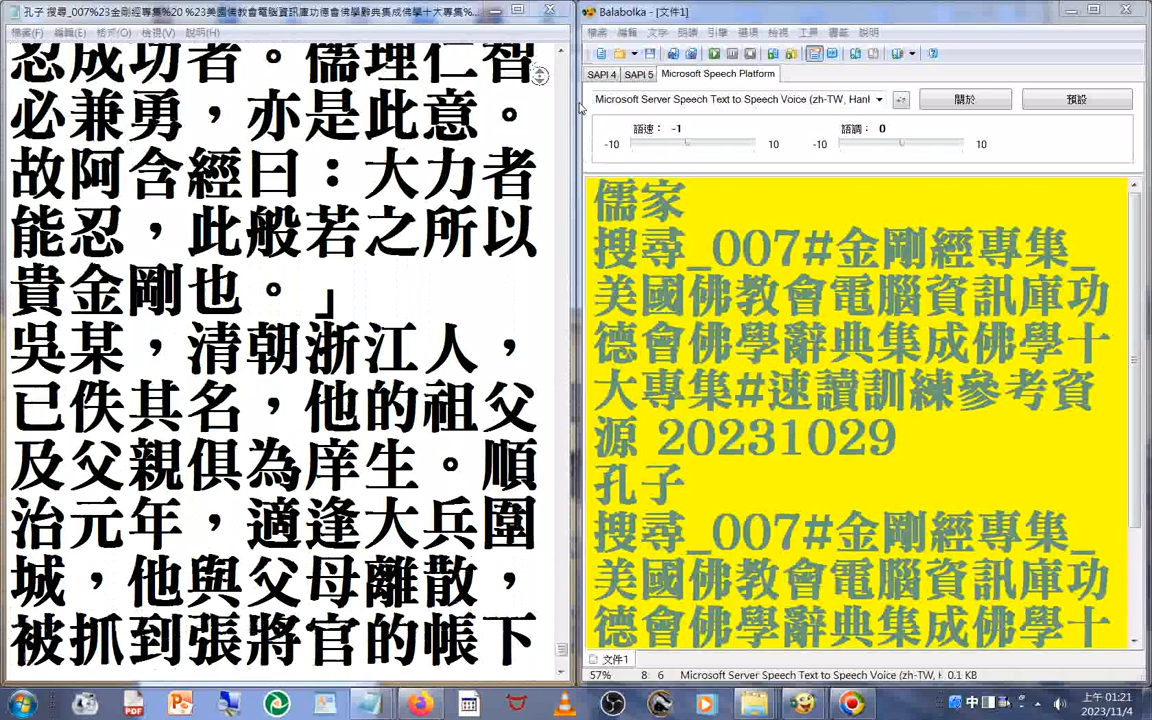 孔子 搜尋_007%23金剛經專集%20 %23美國佛教會電腦資訊庫功德會佛學辭典集成佛學十大專集%...
檔案(F) 編輯(E) 格式(O) 檢視(V) 說明(H)
忍成功者。儒理仁智
必兼勇，亦是此意。
故阿含經曰：大力者
能忍，此般若之所以
貴金剛也。」
吳某，清朝浙江人，
已佚其名，他的祖父
及父親俱為庠生。順
治元年，適逢大兵圍
城，他與父母離散，
被抓到張將官的帳下
Balabolka - [文件1]
檔案 編輯 文字 朗讀 引擎 選項 檢視 工具 書籤 說明
SAPI 4 SAPI 5 Microsoft Speech Platform
Microsoft Server Speech Text to Speech Voice (zh-TW, Hanl
關於 預設
語速： -1 語調： 0
-10 10 -10 10
儒家
搜尋_007#金剛經專集_
美國佛教會電腦資訊庫功
德會佛學辭典集成佛學十
大專集#速讀訓練參考資
源 20231029
孔子
搜尋_007#金剛經專集_
美國佛教會電腦資訊庫功
德會佛學辭典集成佛學十
文件1
57% 8: 6 Microsoft Server Speech Text to Speech Voice (zh-TW, H 0.1 KB
中
上午 01:21
2023/11/4